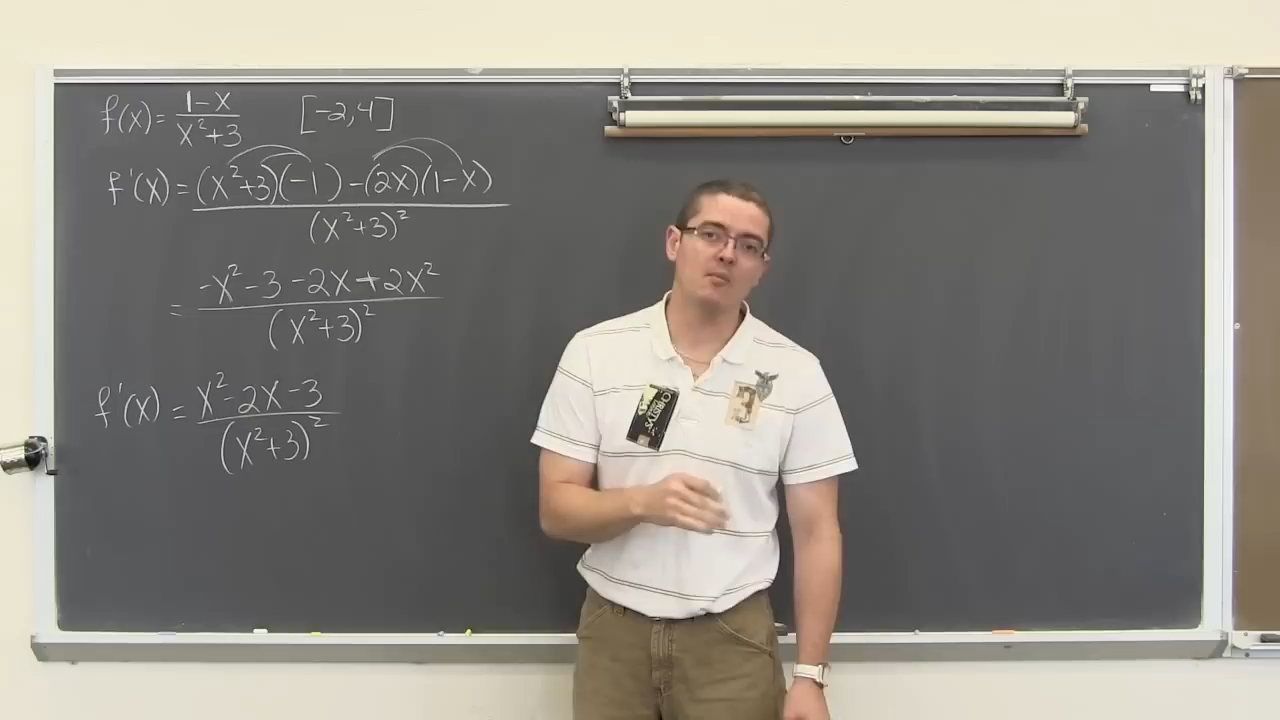 f(x) = 1-x / x²+3 [-2,4]
f'(x) = (x²+3)(-1) - (2x)(1-x) / (x²+3)²
= -x² - 3 - 2x + 2x² / (x²+3)²
f'(x) = x² - 2x - 3 / (x²+3)²
CHRISTY'S